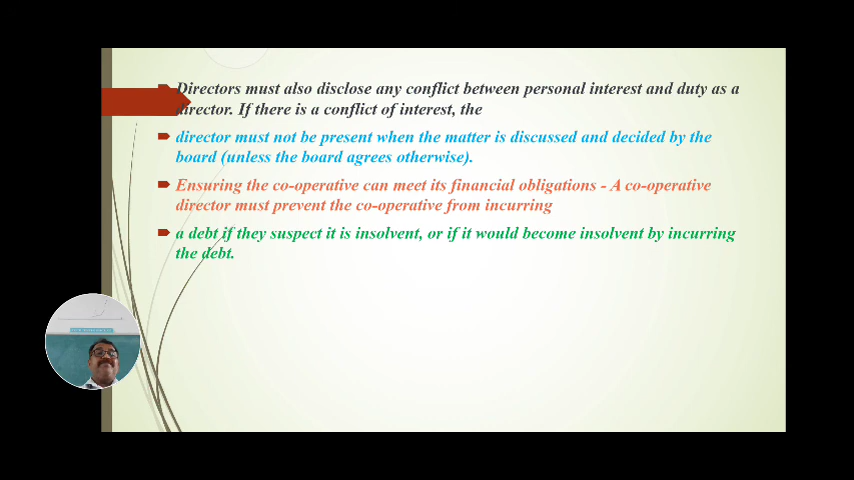 Directors must also disclose any conflict between personal interest and duty as a
director. If there is a conflict of interest, the
director must not be present when the matter is discussed and decided by the
board (unless the board agrees otherwise).
Ensuring the co-operative can meet its financial obligations - A co-operative
director must prevent the co-operative from incurring
a debt if they suspect it is insolvent, or if it would become insolvent by incurring
the debt.